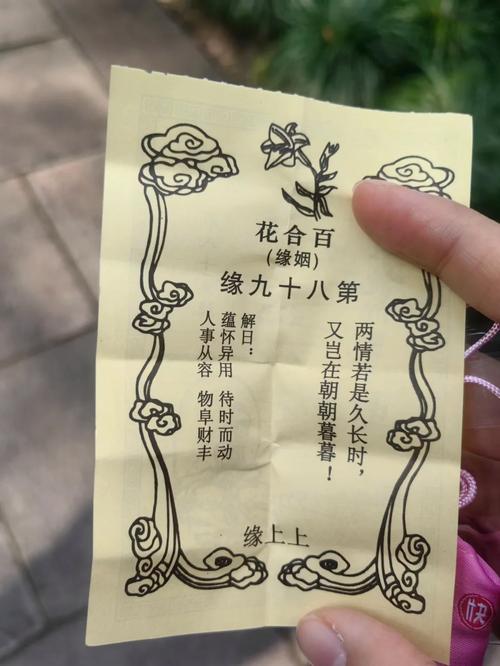 百合花
(姻缘)
第八十九缘
两情若是久长时，
又岂在朝朝暮暮！
解曰：
蕴怀异用 待时而动
人事从容 物阜财丰
上上缘
快